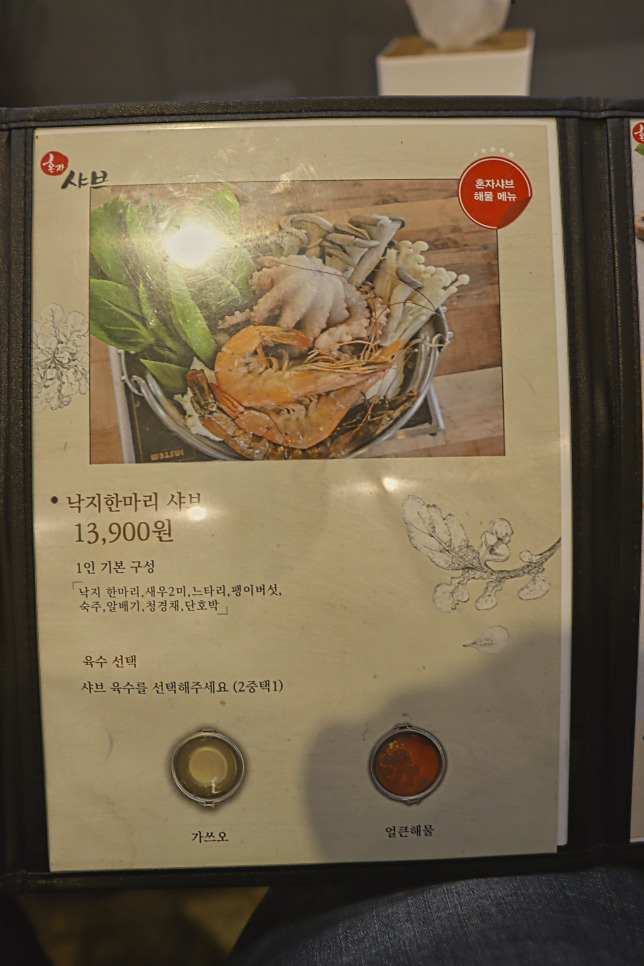 혼자
샤브
혼자샤브
해물 메뉴
낙지한마리 샤브
13,900원
1인 기본 구성
「낙지 한마리,새우2미,느타리,팽이버섯,
숙주,알배기,청경채,단호박」
육수 선택
샤브 육수를 선택해주세요 (2중택1)
가쓰오
얼큰해물